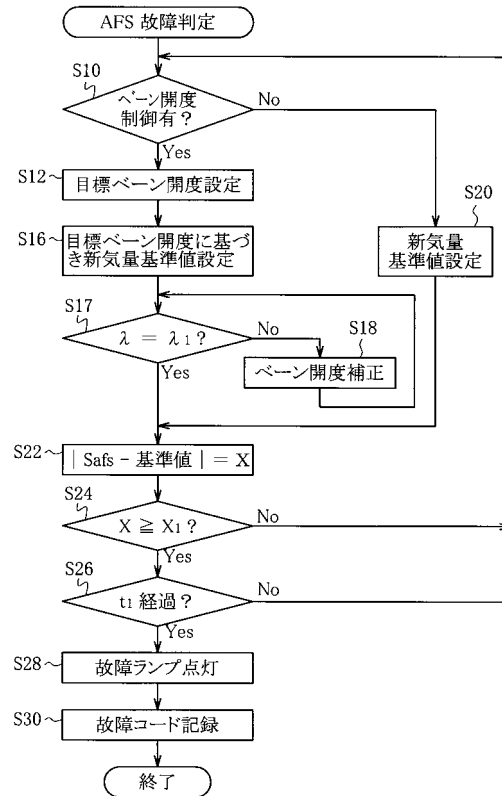 AFS 故障判定
S10
ベーン開度
制御有？
No
Yes
S12
目標ベーン開度設定
S16
目標ベーン開度に基づ
き新気量基準値設定
S20
新気量
基準値設定
S17
λ = λ1？
No
Yes
S18
ベーン開度補正
S22
| Safs - 基準値 | = X
S24
X ≧ X1？
No
Yes
S26
t1 経過？
No
Yes
S28
故障ランプ点灯
S30
故障コード記録
終了